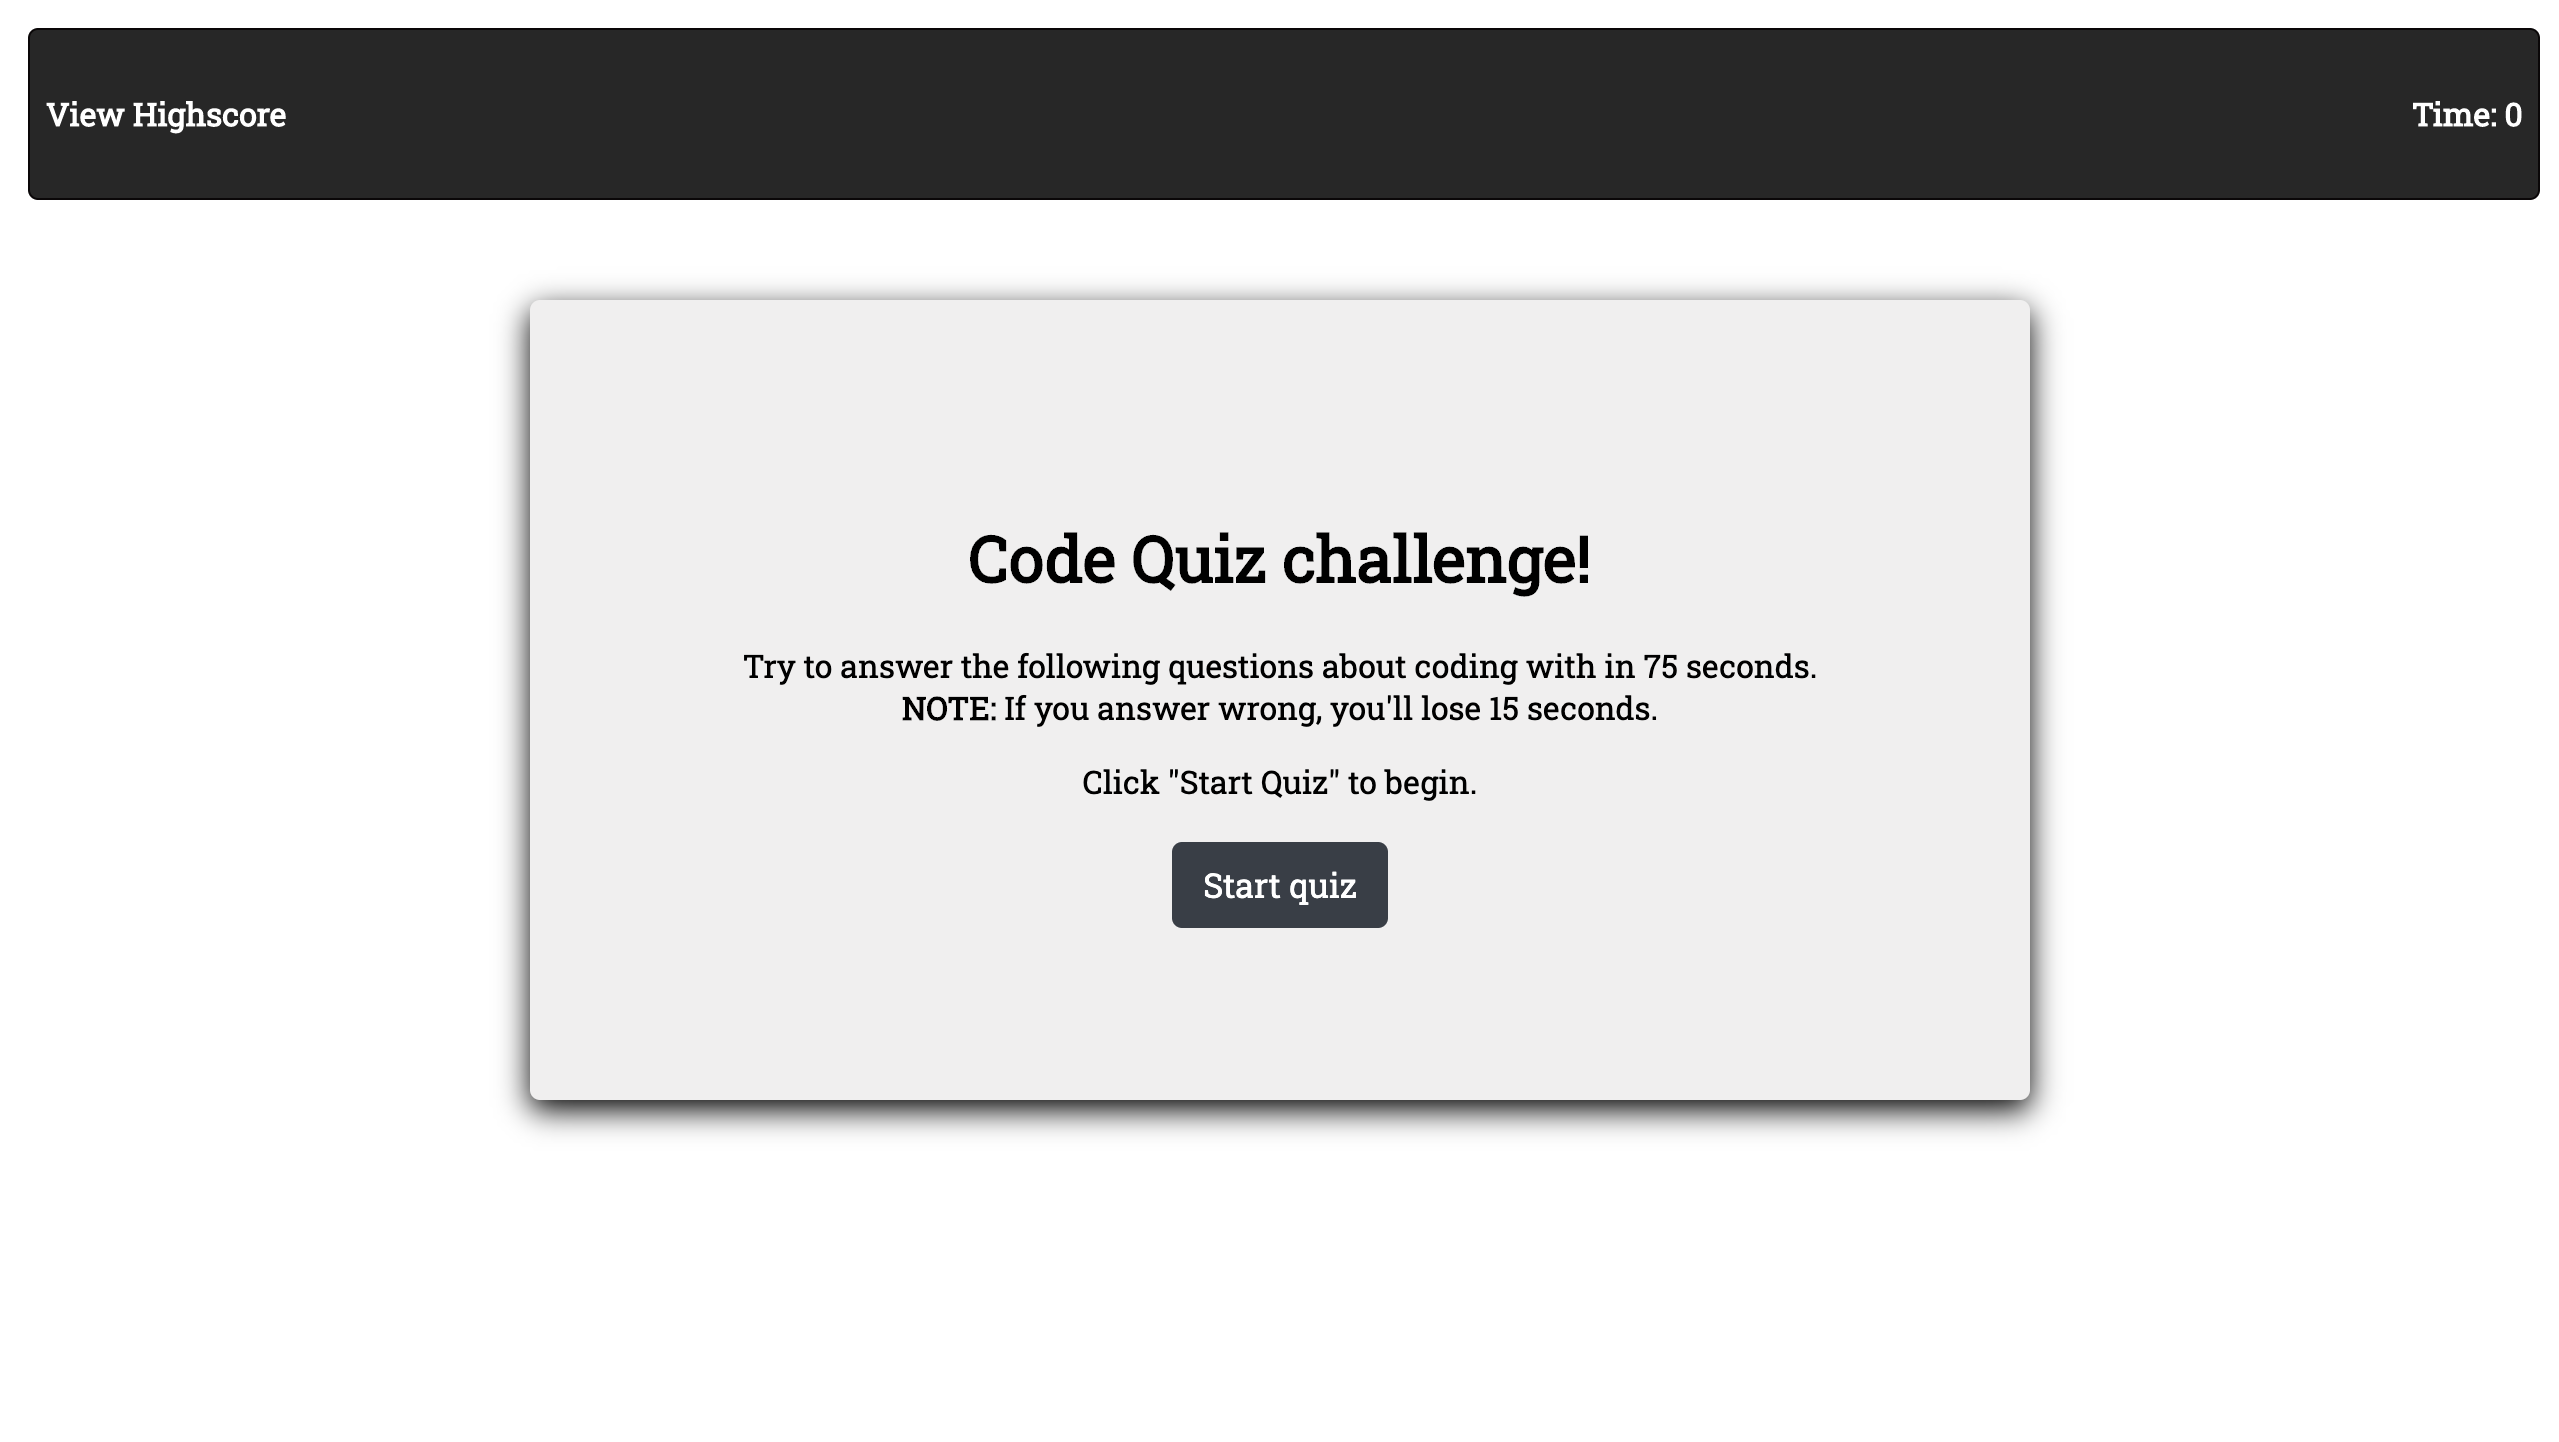 View Highscore
Time: 0
Code Quiz challenge!
Try to answer the following questions about coding with in 75 seconds.
NOTE: If you answer wrong, you'll lose 15 seconds.
Click "Start Quiz" to begin.
Start quiz